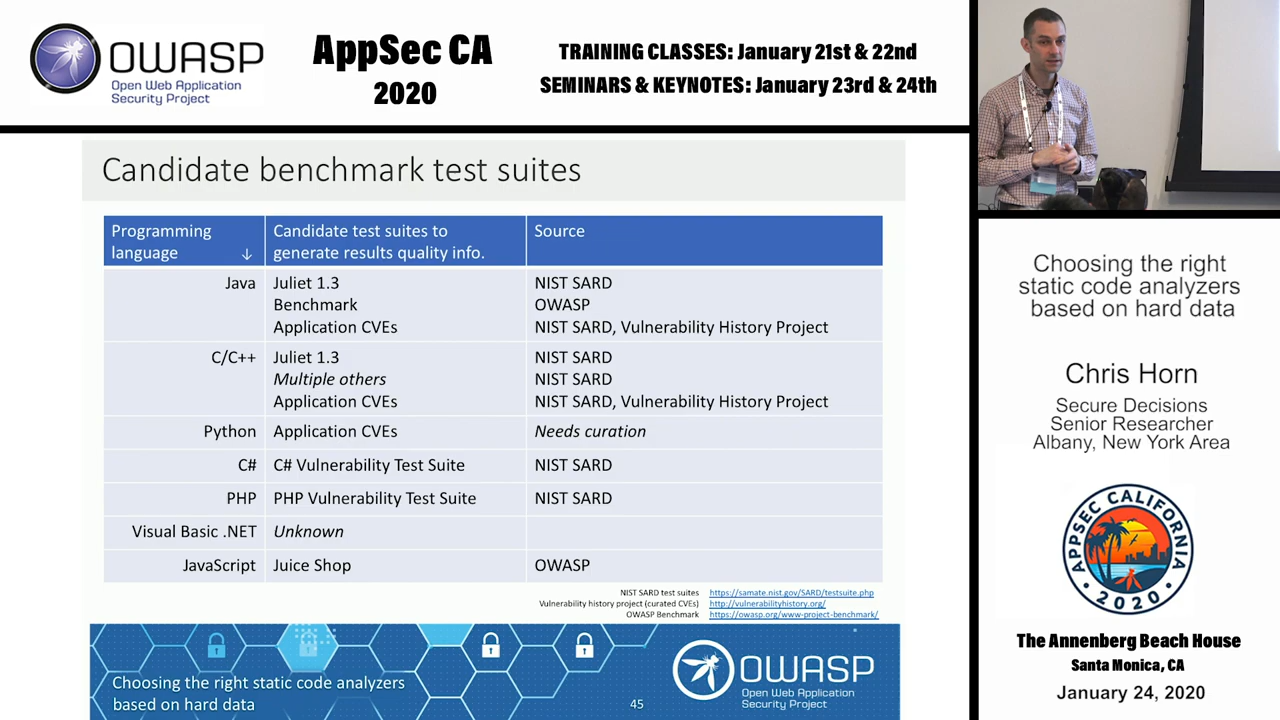 OWASP
Open Web Application
Security Project
AppSec CA
2020
TRAINING CLASSES: January 21st & 22nd
SEMINARS & KEYNOTES: January 23rd & 24th
Candidate benchmark test suites
Programming language ↓
Candidate test suites to generate results quality info.
Source
Java
Juliet 1.3
NIST SARD
Benchmark
OWASP
Application CVEs
NIST SARD, Vulnerability History Project
C/C++
Juliet 1.3
NIST SARD
Multiple others
NIST SARD
Application CVEs
NIST SARD, Vulnerability History Project
Python
Application CVEs
Needs curation
C#
C# Vulnerability Test Suite
NIST SARD
PHP
PHP Vulnerability Test Suite
NIST SARD
Visual Basic .NET
Unknown
JavaScript
Juice Shop
OWASP
NIST SARD test suites https://samate.nist.gov/SARD/testsuite.php
Vulnerability history project (curated CVEs) http://vulnerabilityhistory.org/
OWASP Benchmark https://owasp.org/www-project-benchmark/
Choosing the right static code analyzers
based on hard data
45
OWASP
Open Web Application
Security Project
Choosing the right
static code analyzers
based on hard data
Chris Horn
Secure Decisions
Senior Researcher
Albany, New York Area
APPSEC CALIFORNIA
2020
The Annenberg Beach House
Santa Monica, CA
January 24, 2020